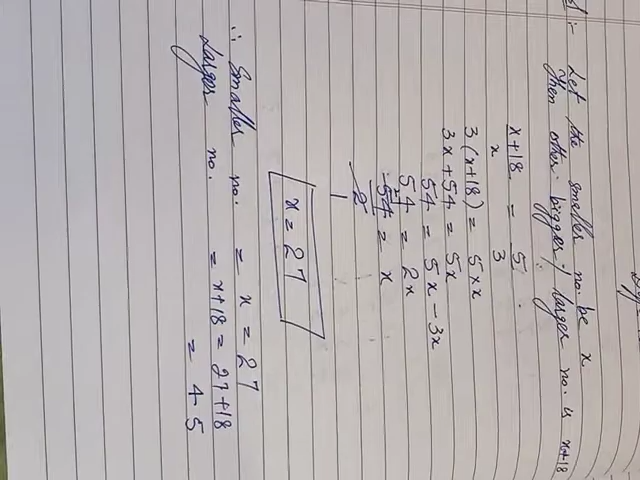 Let the smaller no. be x
Then other bigger / larger no. is x+18
x+18 / x = 5 / 3
3(x+18) = 5×x
3x+54 = 5x
54 = 5x-3x
54 = 2x
54 / 2 = x
27
1
x = 27
∴ Smaller no. = x = 27
Larger no. = x+18 = 27+18
= 45